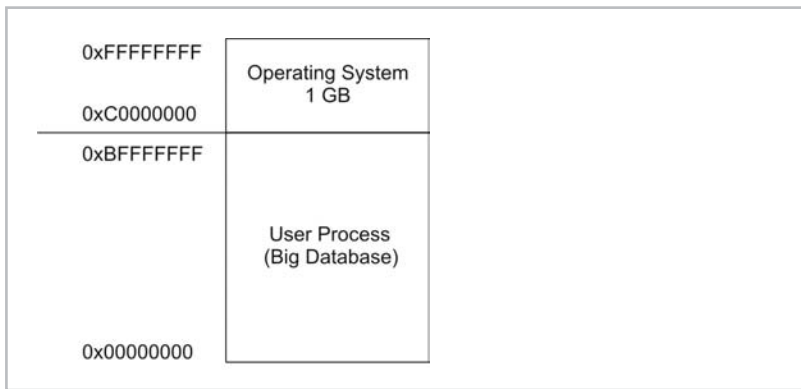 0xFFFFFFFF
Operating System
1 GB
0xC0000000
0xBFFFFFFF
User Process
(Big Database)
0x00000000